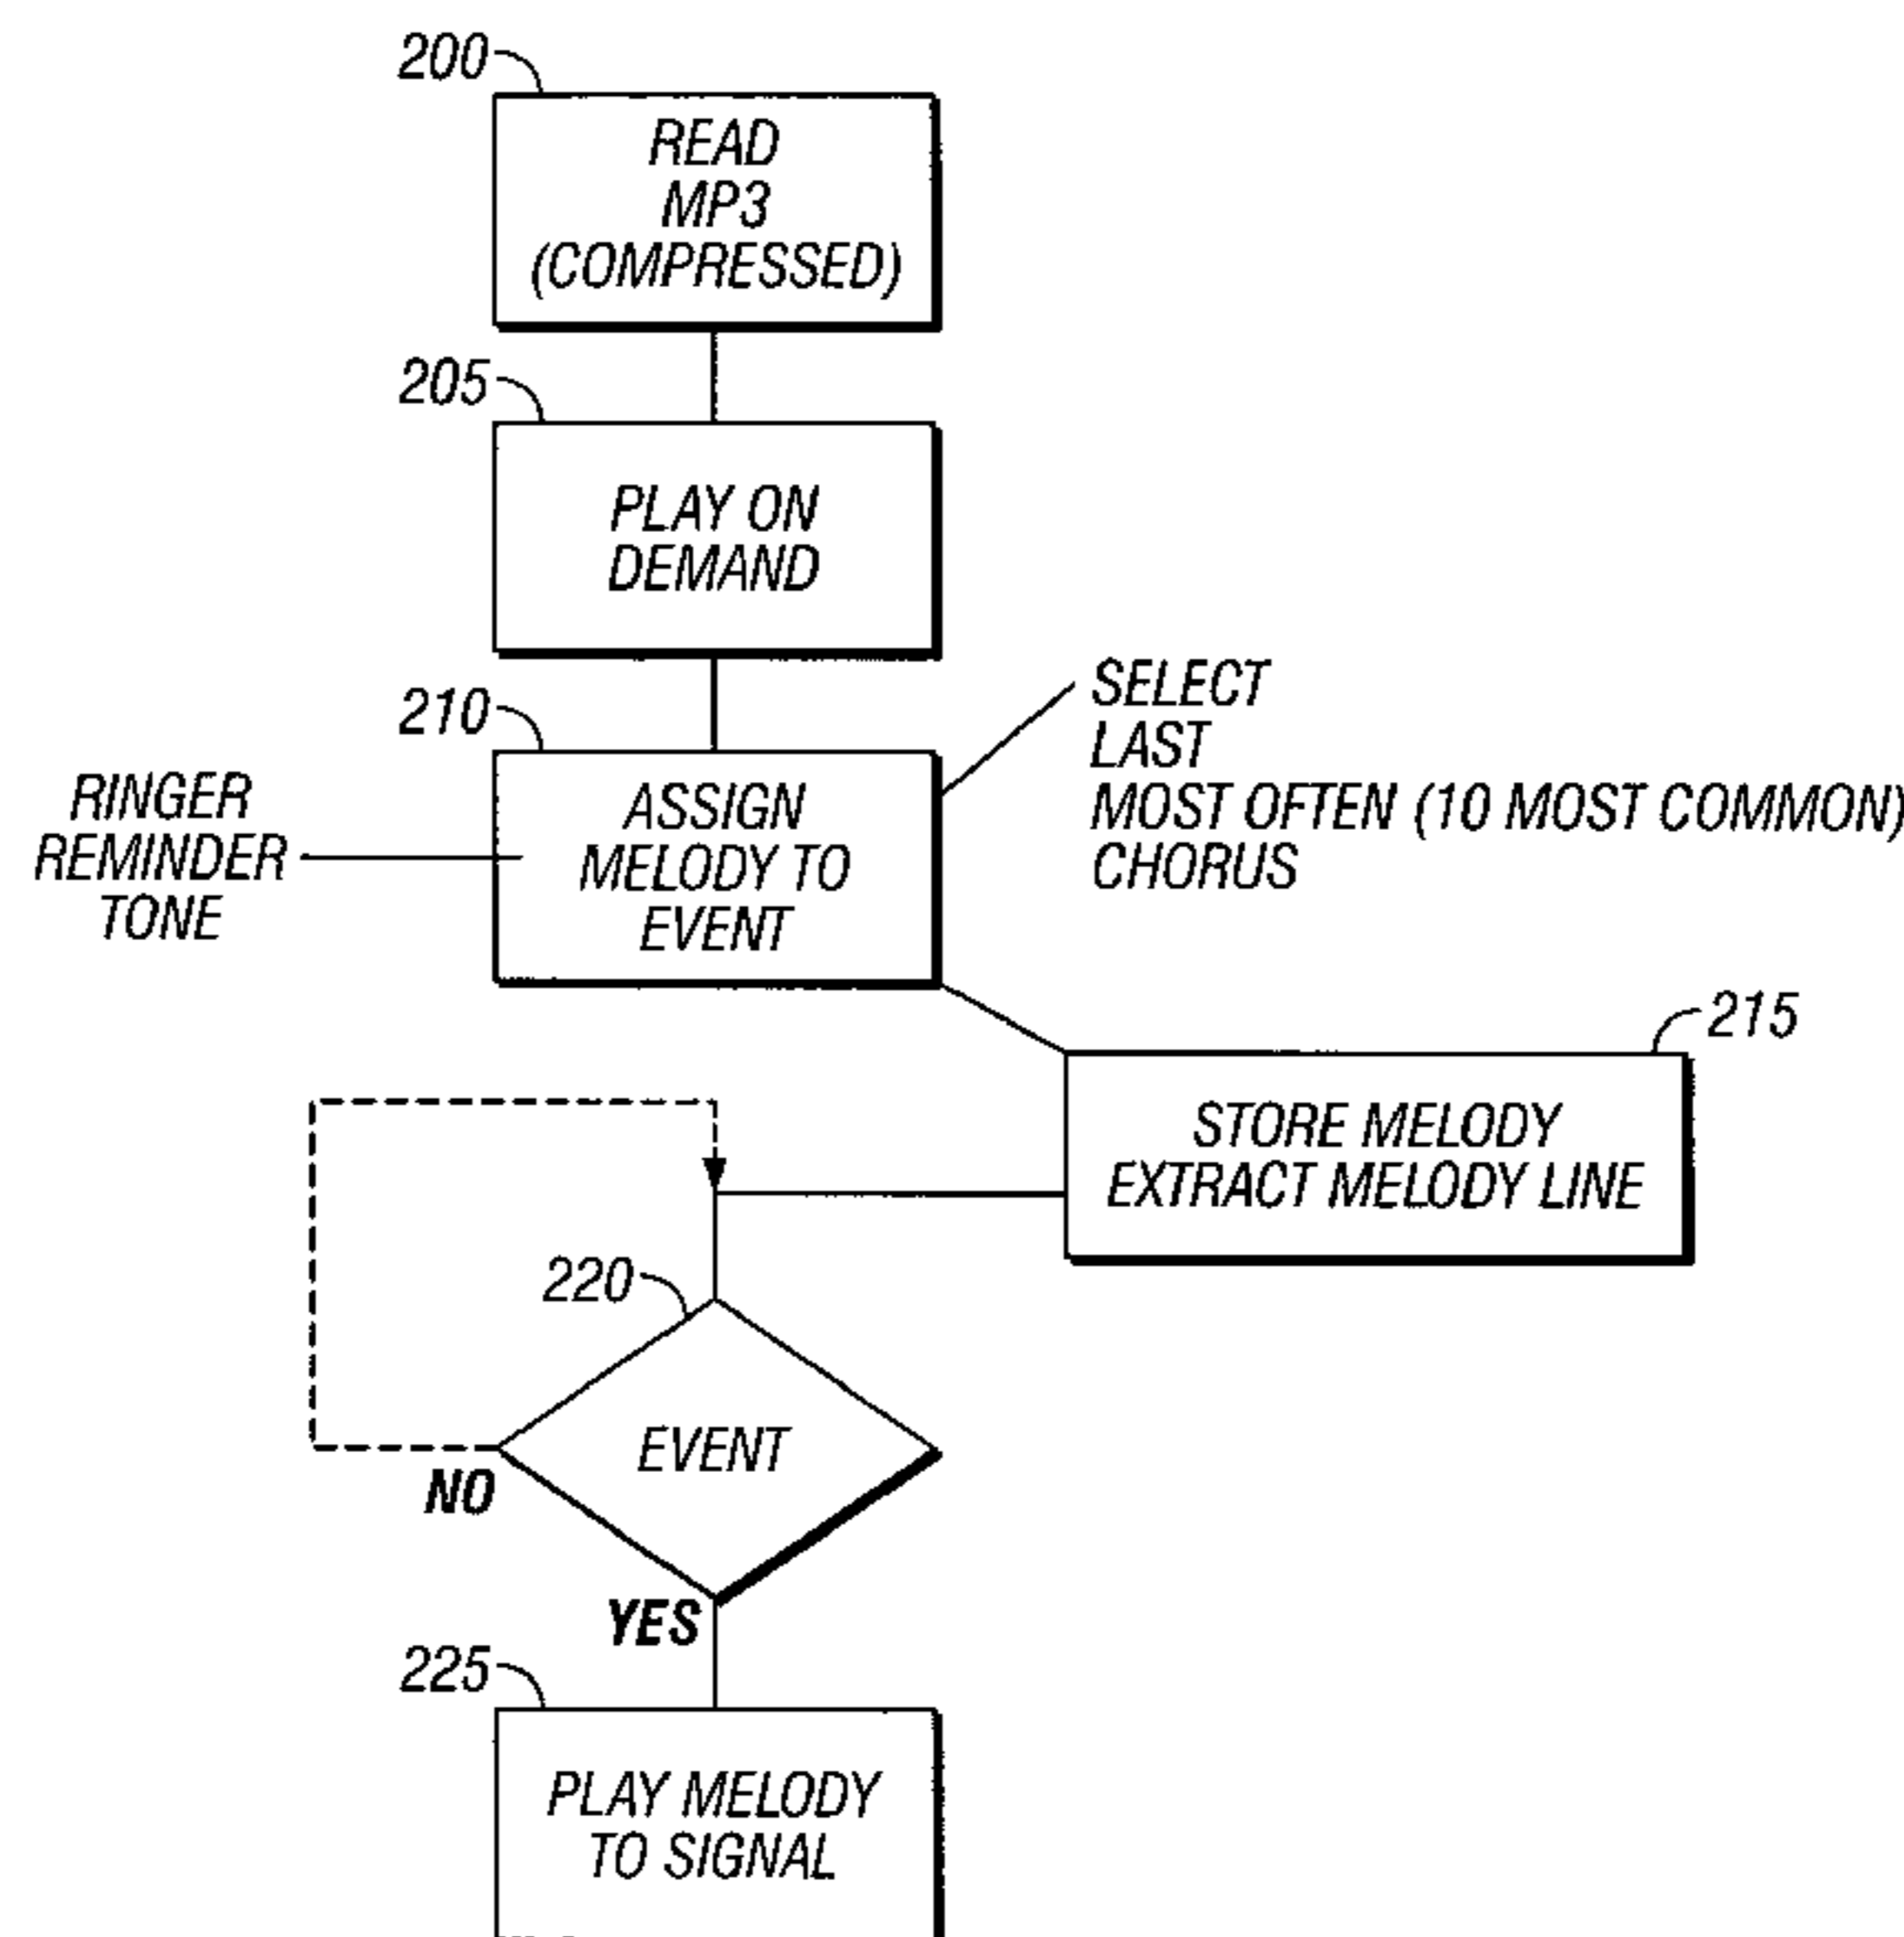 200
READ
MP3
(COMPRESSED)
205
PLAY ON
DEMAND
210
ASSIGN
MELODY TO
EVENT
RINGER
REMINDER
TONE
SELECT
LAST
MOST OFTEN (10 MOST COMMON)
CHORUS
215
STORE MELODY
EXTRACT MELODY LINE
220
EVENT
NO
YES
225
PLAY MELODY
TO SIGNAL